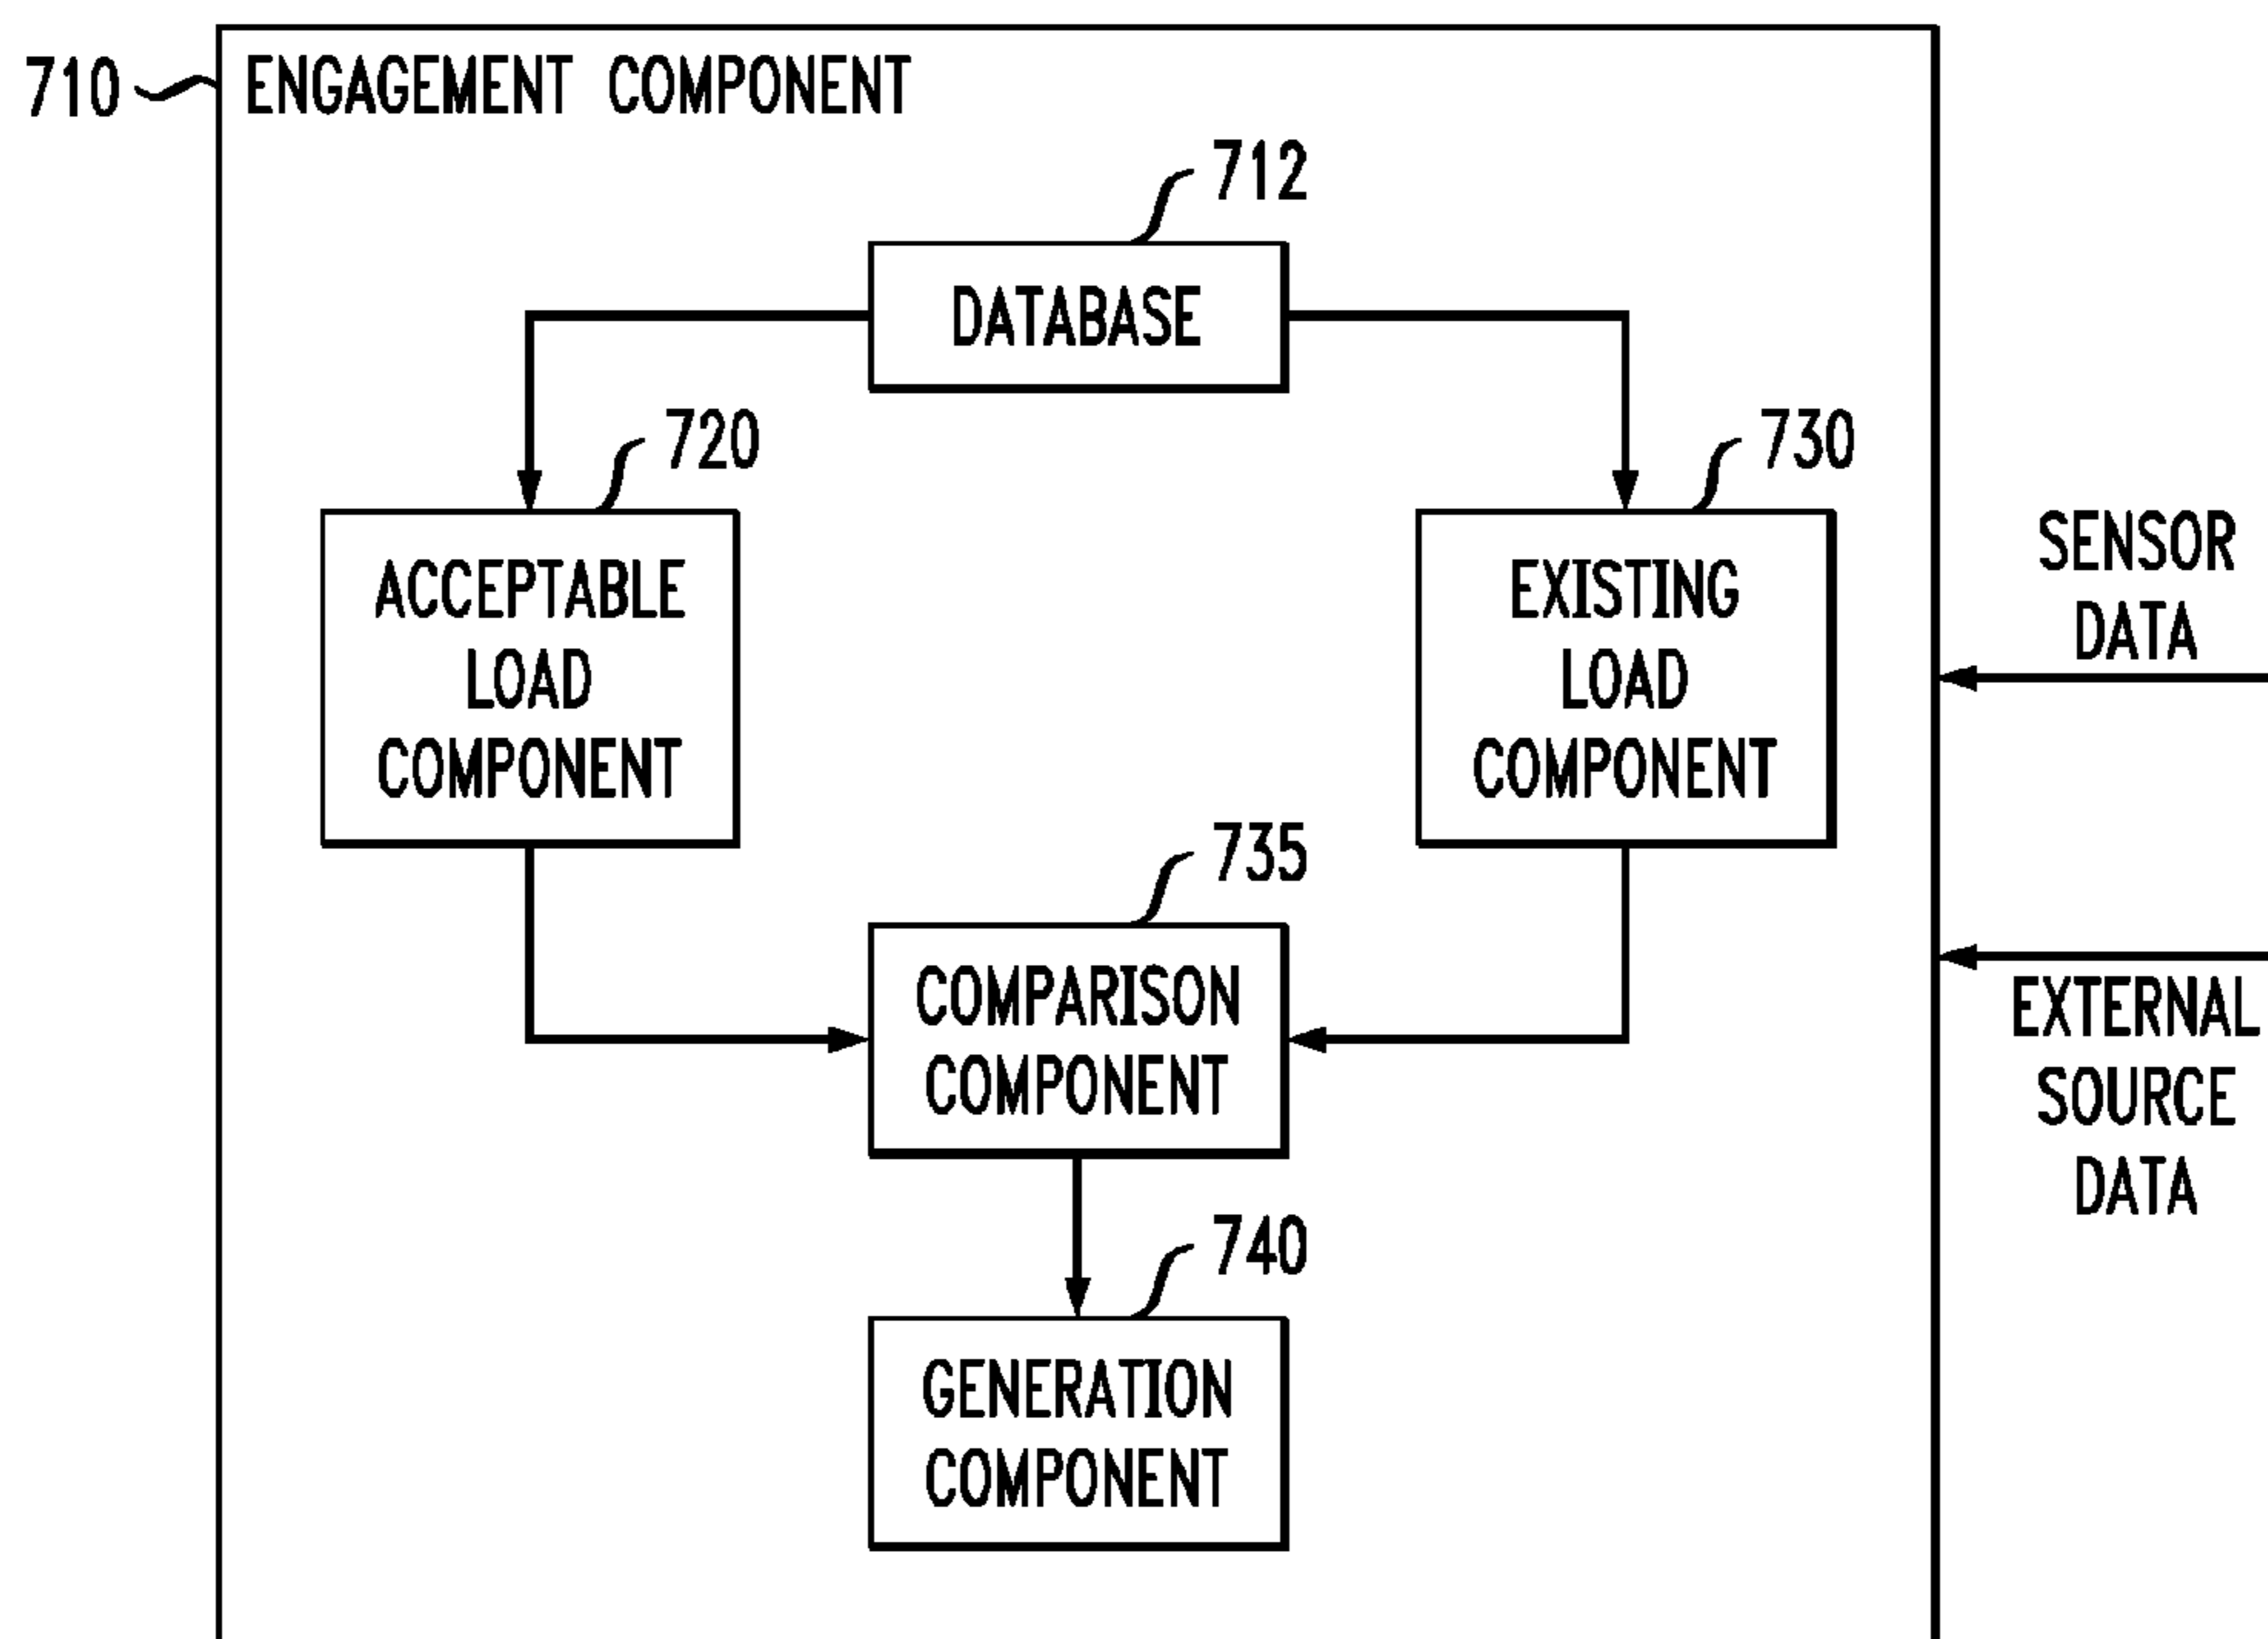 710
ENGAGEMENT COMPONENT
712
DATABASE
720
730
ACCEPTABLE
LOAD
COMPONENT
EXISTING
LOAD
COMPONENT
SENSOR
DATA
735
COMPARISON
COMPONENT
EXTERNAL
SOURCE
DATA
740
GENERATION
COMPONENT